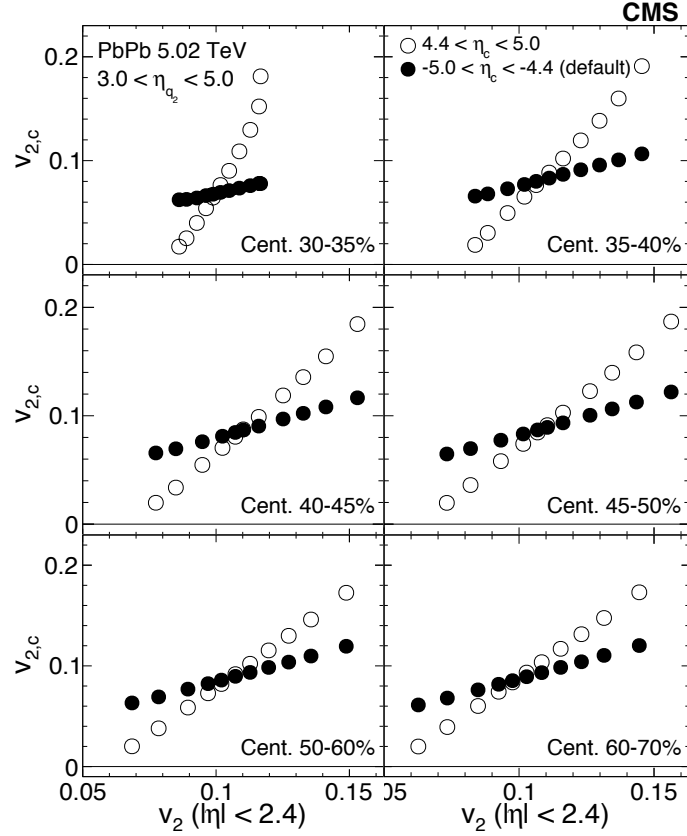 CMS
PbPb 5.02 TeV
3.0 < η_q₂ < 5.0
4.4 < η_c < 5.0
-5.0 < η_c < -4.4 (default)
0.2
v_2,c
0.1
0
Cent. 30-35%
Cent. 35-40%
0.2
v_2,c
0.1
0
Cent. 40-45%
Cent. 45-50%
0.2
v_2,c
0.1
0
Cent. 50-60%
Cent. 60-70%
0.05 0.1 0.15 05 0.1 0.15
v₂ (|η| < 2.4)
v₂ (|η| < 2.4)